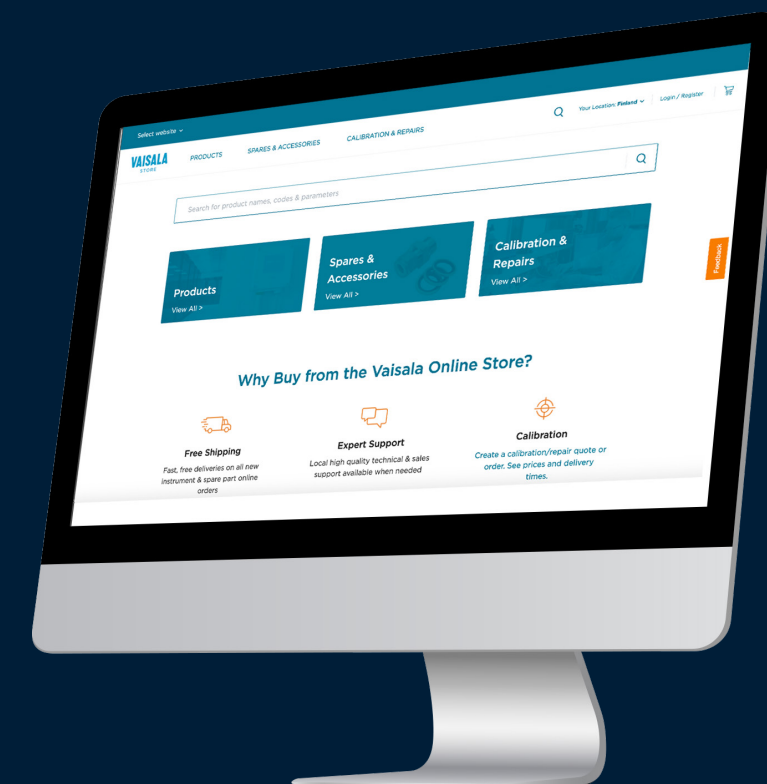 Select website
Your Location: Finland
Login / Register
VAISALA
STORE
PRODUCTS
SPARES & ACCESSORIES
CALIBRATION & REPAIRS
Search for product names, codes & parameters
Products
View All >
Spares &
Accessories
View All >
Calibration &
Repairs
View All >
Feedback
Why Buy from the Vaisala Online Store?
Free Shipping
Fast, free deliveries on all new
instrument & spare part online
orders
Expert Support
Local high quality technical & sales
support available when needed
Calibration
Create a calibration/repair quote or
order. See prices and delivery
times.